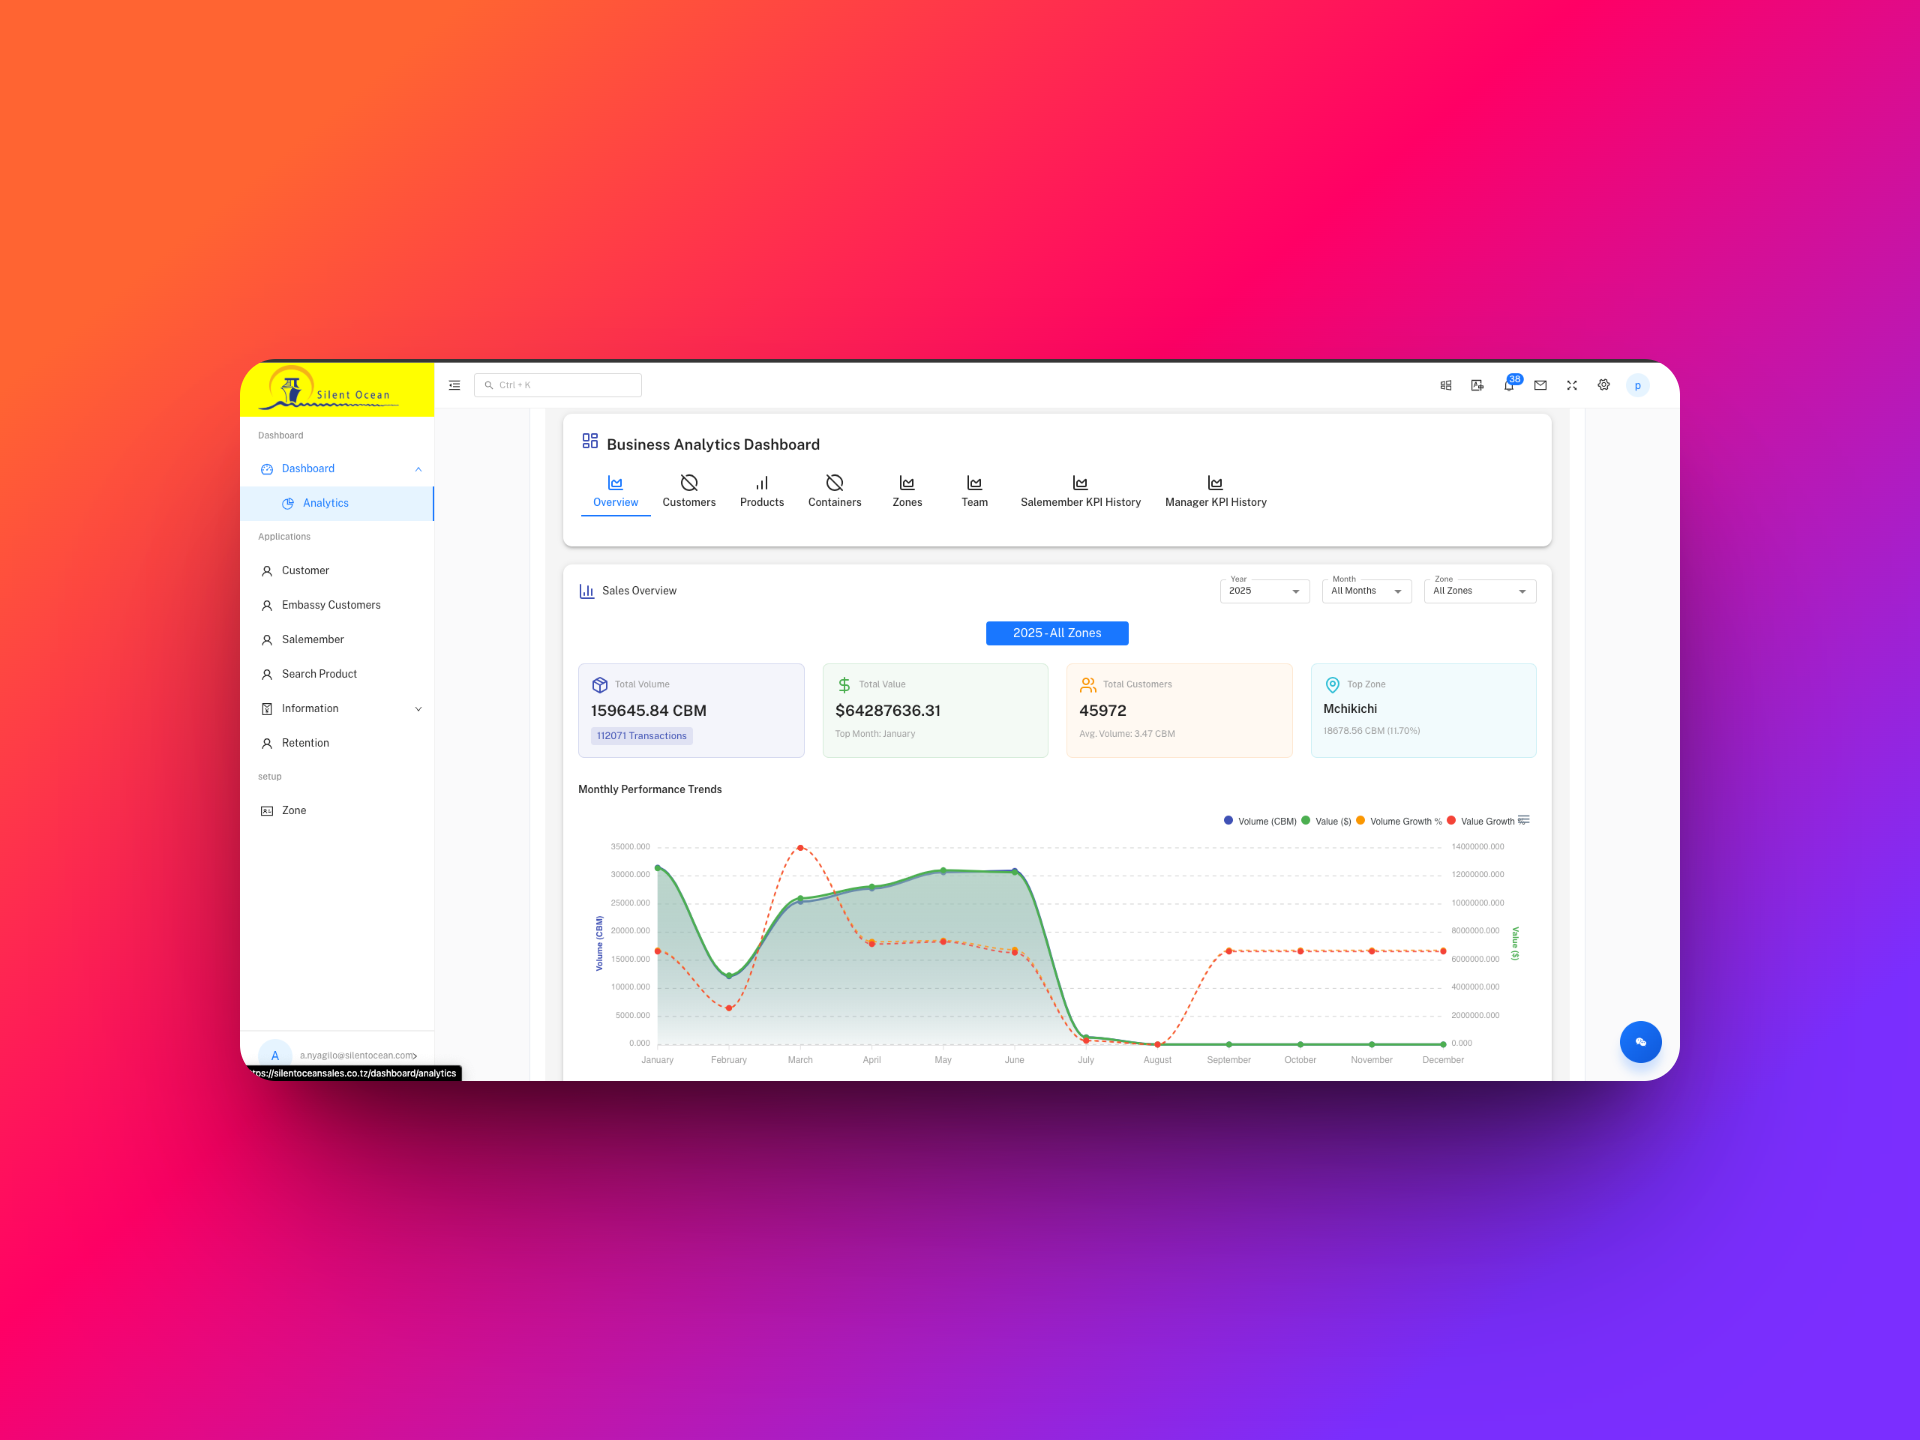 Silent Ocean
Ctrl + K
38
p
Dashboard
Dashboard
Analytics
Applications
Customer
Embassy Customers
Salemember
Search Product
Information
Retention
setup
Zone
A
a.nyagilo@silentocean.com
ps://silentoceansales.co.tz/dashboard/analytics
Business Analytics Dashboard
Overview Customers Products Containers Zones Team Salemember KPI History Manager KPI History
Sales Overview
Year Month Zone
2025 All Months All Zones
2025 - All Zones
Total Volume
159645.84 CBM
112071 Transactions
Total Value
$64287636.31
Top Month: January
Total Customers
45972
Avg. Volume: 3.47 CBM
Top Zone
Mchikichi
18678.56 CBM (11.70%)
Monthly Performance Trends
Volume (CBM) Value ($) Volume Growth % Value Growth %
Volume (CBM)
35000.000
30000.000
25000.000
20000.000
15000.000
10000.000
5000.000
0.000
14000000.000
12000000.000
10000000.000
8000000.000
6000000.000
4000000.000
2000000.000
0.000
Value ($)
January February March April May June July August September October November December